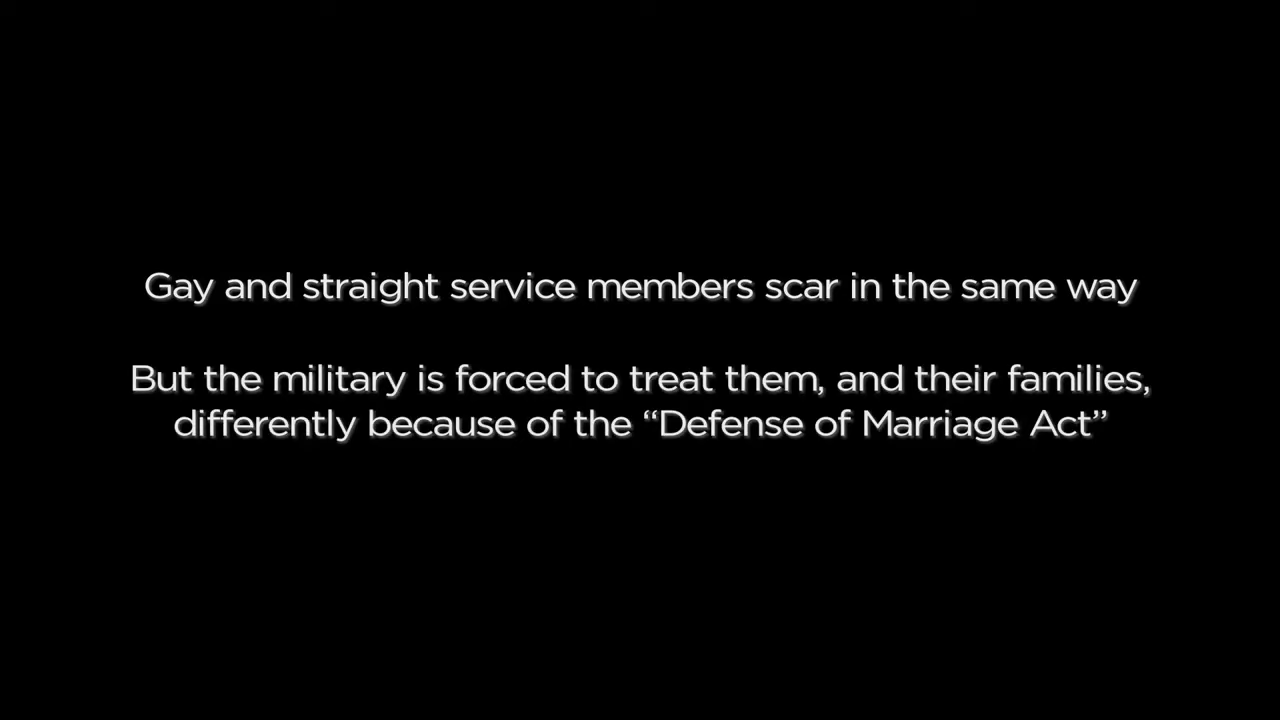 Gay and straight service members scar in the same way
But the military is forced to treat them, and their families,
differently because of the “Defense of Marriage Act”